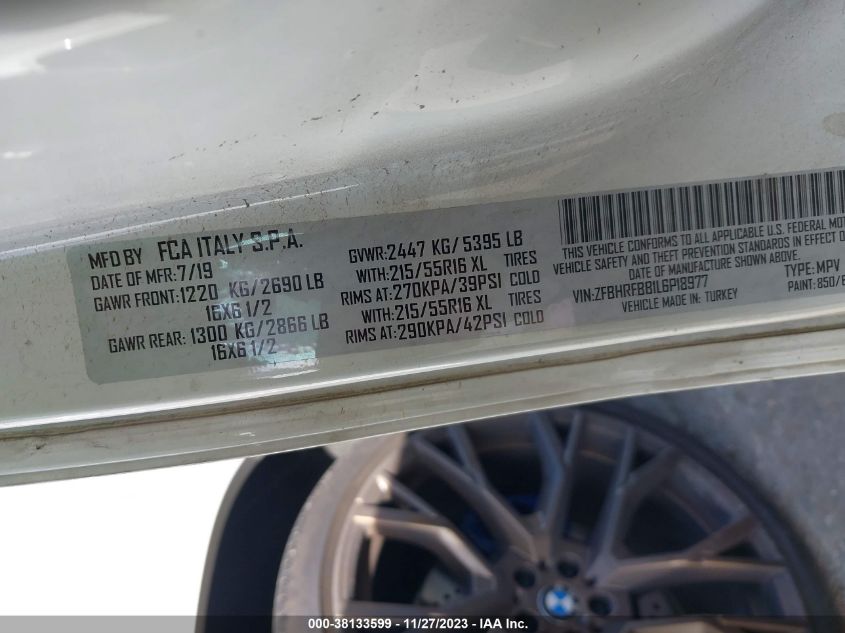 MFD BY FCA ITALY S.P.A.
DATE OF MFR:7/19
GAWR FRONT:1220 KG/2690 LB
16X6 1/2
GAWR REAR: 1300 KG/2866 LB
16X6 1/2
GVWR:2447 KG/5395 LB
WITH:215/55R16 XL TIRES
RIMS AT:270KPA/39PSI COLD
WITH:215/55R16 XL TIRES
RIMS AT:290KPA/42PSI COLD
THIS VEHICLE CONFORMS TO ALL APPLICABLE U.S. FEDERAL MOTOR
SAFETY AND THEFT PREVENTION STANDARDS IN EFFECT
MANUFACTURE SHOWN ABOVE.
VIN:ZFBHRFBB1L6P18977 TYPE: MPV
VEHICLE MADE IN: TURKEY PAINT: 850/
BMW
000-38133599 - 11/27/2023 - IAA Inc.